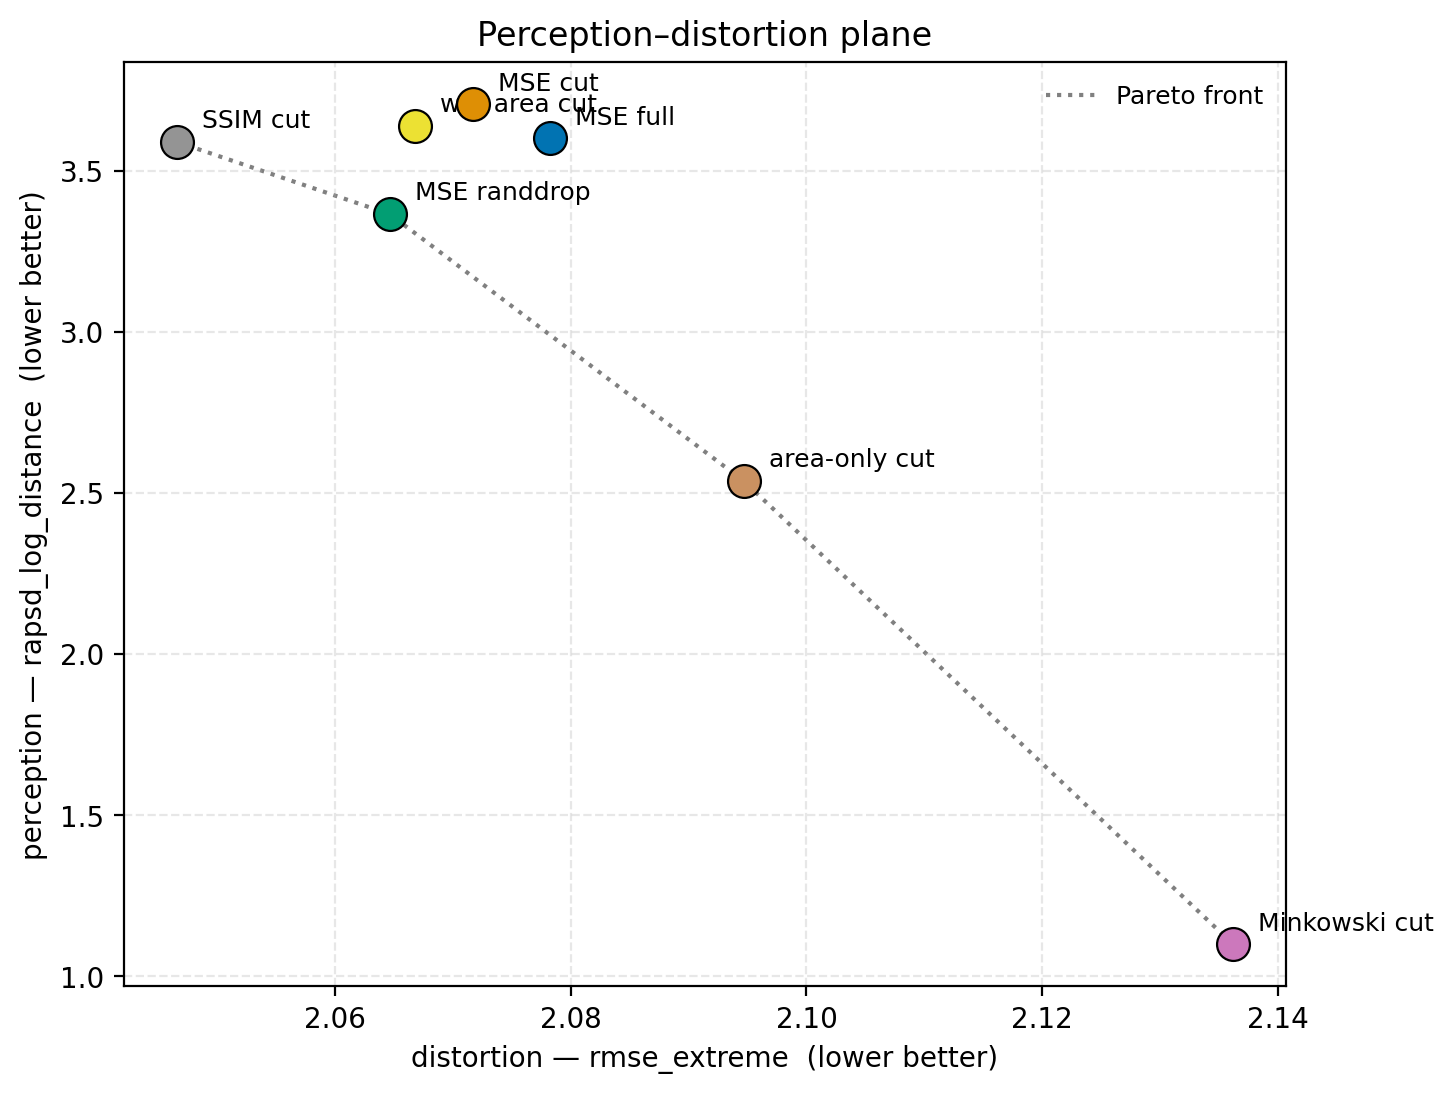 Perception–distortion plane
MSE cut
area cut
MSE full
SSIM cut
MSE randdrop
area-only cut
Minkowski cut
Pareto front
perception — rapsd_log_distance (lower better)
3.5
3.0
2.5
2.0
1.5
1.0
2.06
2.08
2.10
2.12
2.14
distortion — rmse_extreme (lower better)